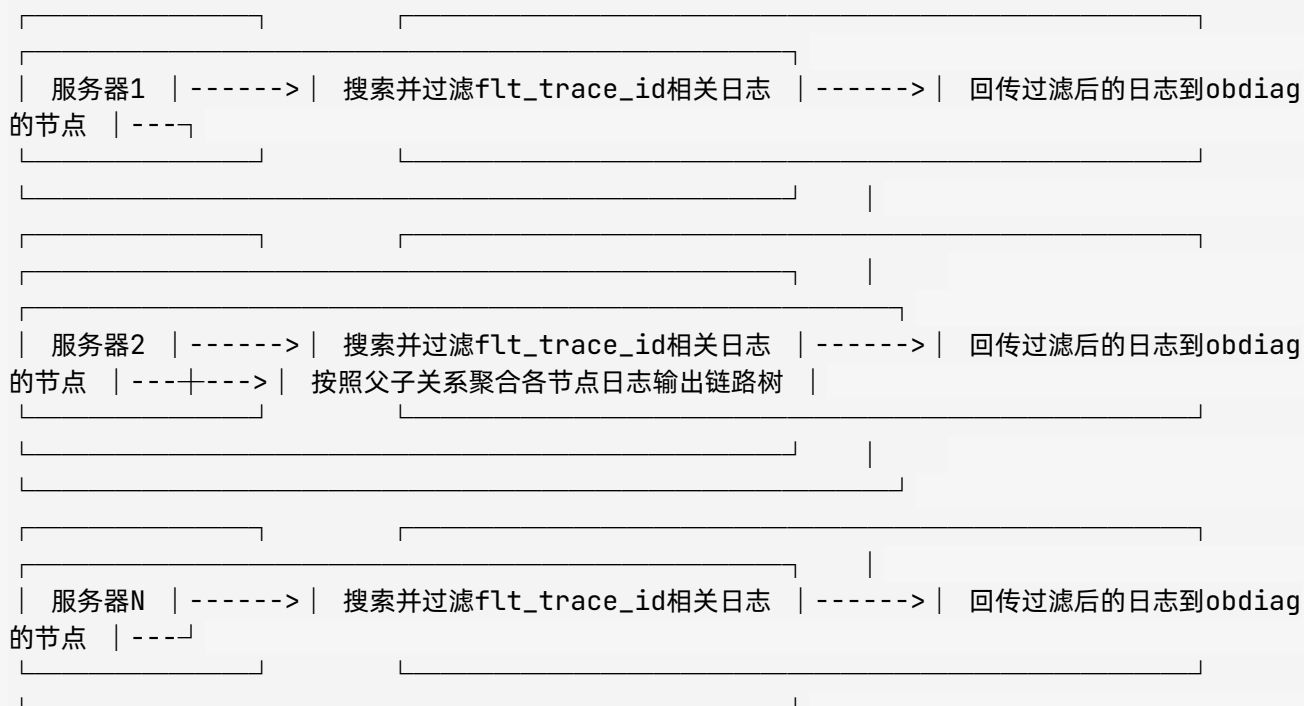 ┌───────────────┐ ┌──────────────────────────────────────────────────┐
┌─────────────────────────────────────────────────┐
│ 服务器1 │------>│ 搜索并过滤flt_trace_id相关日志 │------>│ 回传过滤后的日志到obdiag
的节点 │---┐
└───────────────┘ └──────────────────────────────────────────────────┘
└─────────────────────────────────────────────────┘ │
┌───────────────┐ ┌──────────────────────────────────────────────────┐
┌─────────────────────────────────────────────────┐ │
┌────────────────────────────────────────────────────────┐
│ 服务器2 │------>│ 搜索并过滤flt_trace_id相关日志 │------>│ 回传过滤后的日志到obdiag
的节点 │---┼--->│ 按照父子关系聚合各节点日志输出链路树 │
└───────────────┘ └──────────────────────────────────────────────────┘
└─────────────────────────────────────────────────┘ │
└────────────────────────────────────────────────────────┘
┌───────────────┐ ┌──────────────────────────────────────────────────┐
┌─────────────────────────────────────────────────┐ │
│ 服务器N │------>│ 搜索并过滤flt_trace_id相关日志 │------>│ 回传过滤后的日志到obdiag
的节点 │---┘
└───────────────┘ └──────────────────────────────────────────────────┘
└─────────────────────────────────────────────────┘